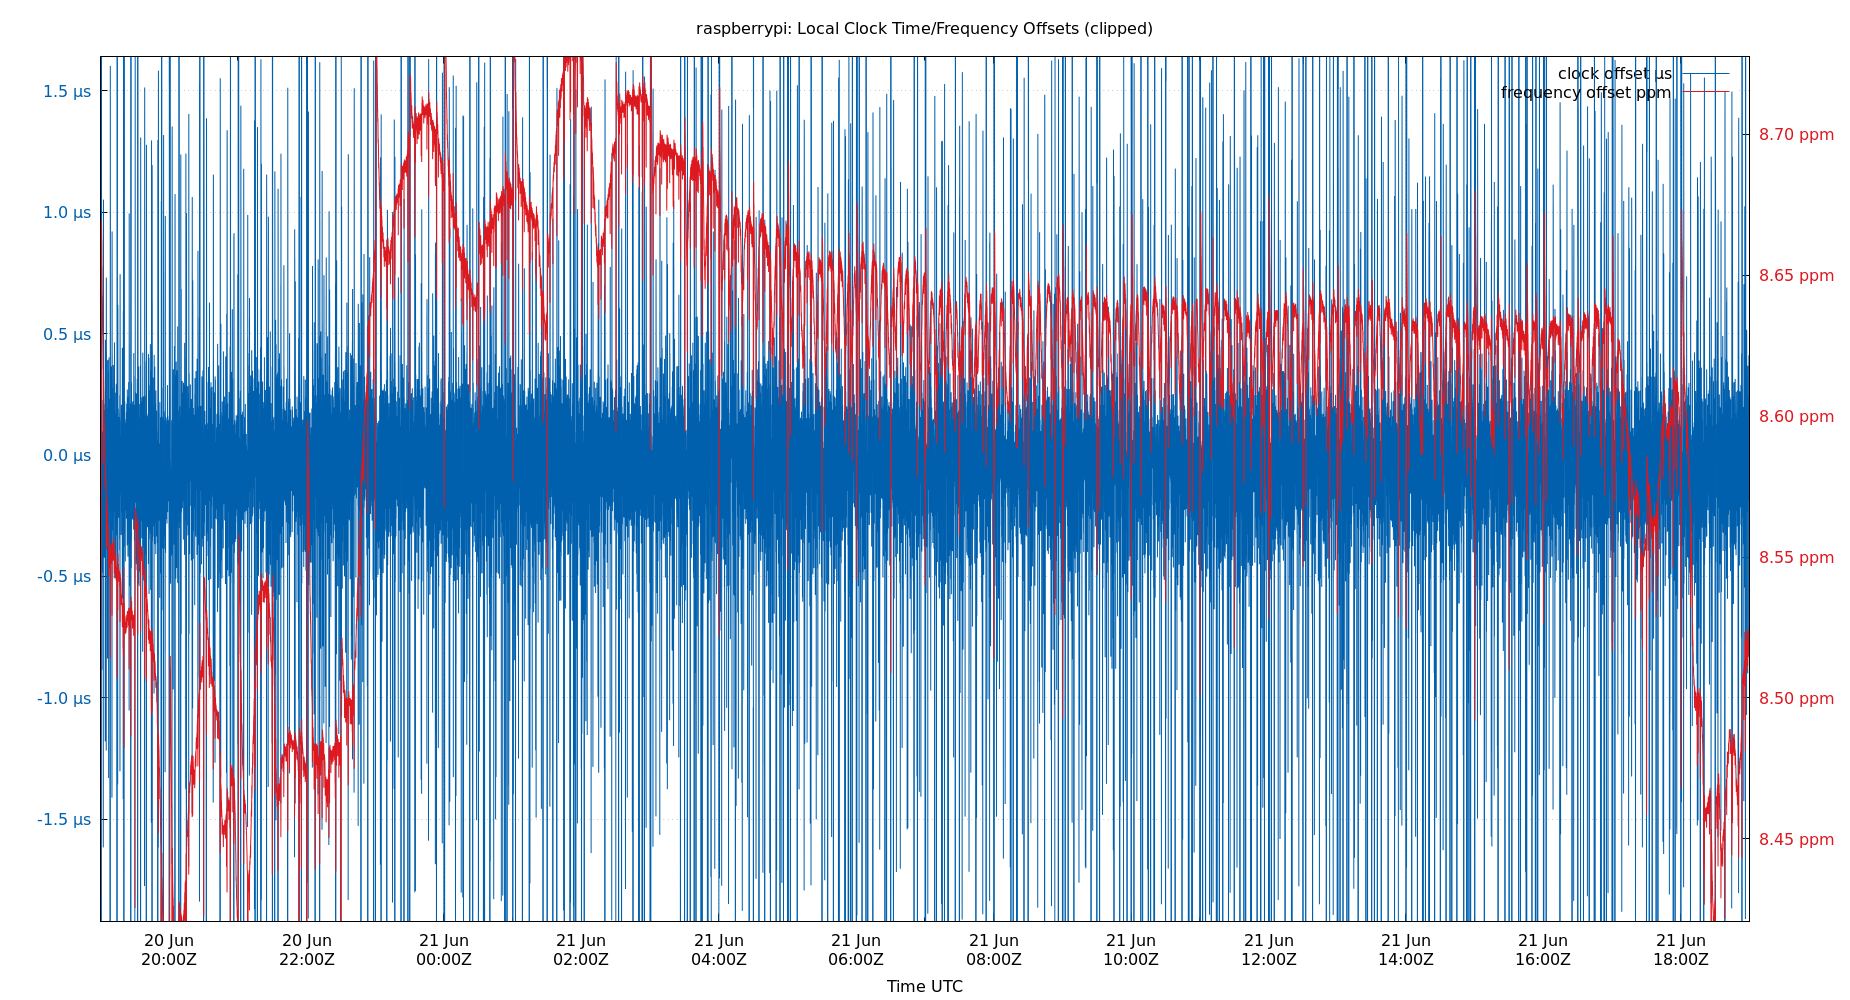 raspberrypi: Local Clock Time/Frequency Offsets (clipped)
clock offset µs
frequency offset ppm
1.5 µs
1.0 µs
0.5 µs
0.0 µs
-0.5 µs
-1.0 µs
-1.5 µs
8.70 ppm
8.65 ppm
8.60 ppm
8.55 ppm
8.50 ppm
8.45 ppm
20 Jun 20 Jun 21 Jun 21 Jun 21 Jun 21 Jun 21 Jun 21 Jun 21 Jun 21 Jun 21 Jun 21 Jun
20:00Z 22:00Z 00:00Z 02:00Z 04:00Z 06:00Z 08:00Z 10:00Z 12:00Z 14:00Z 16:00Z 18:00Z
Time UTC